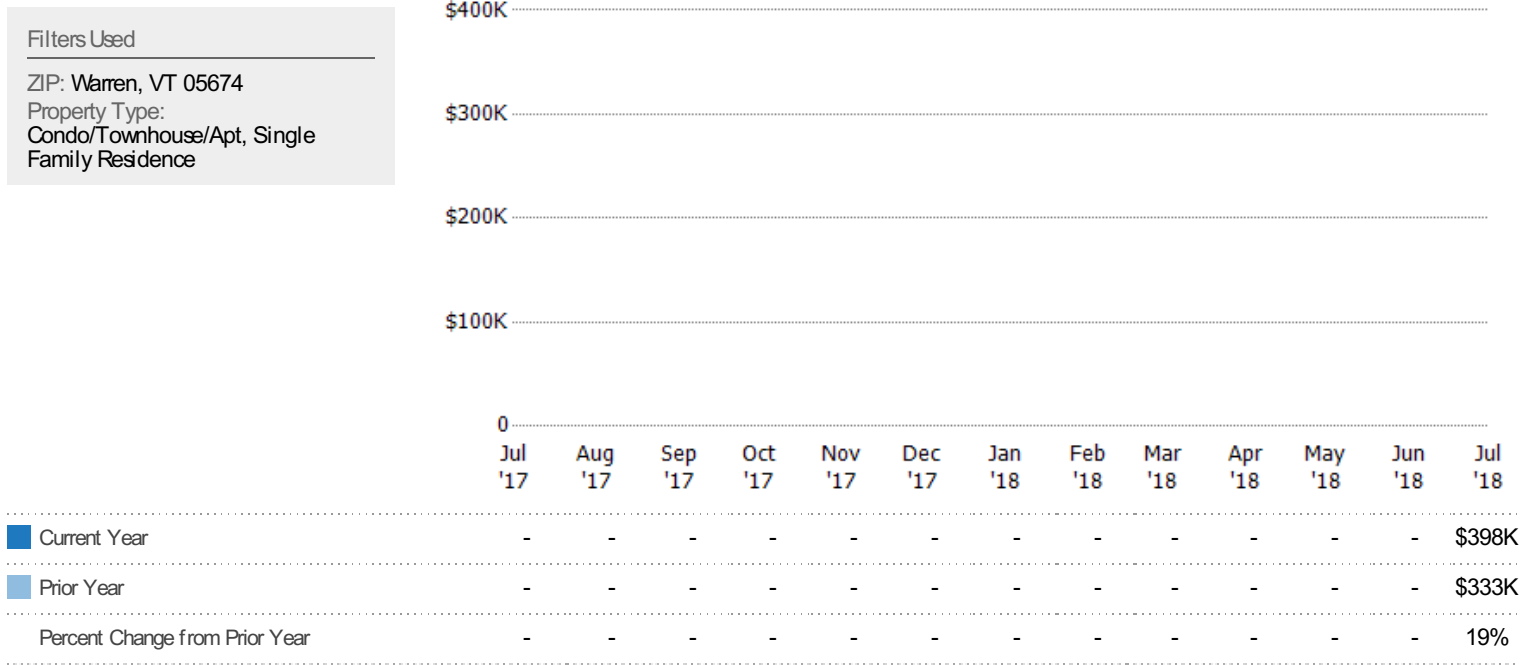 Filters Used
ZIP: Warren, VT 05674
Property Type:
Condo/Townhouse/Apt, Single
Family Residence
$400K
$300K
$200K
$100K
0
Jul Aug Sep Oct Nov Dec Jan Feb Mar Apr May Jun Jul
'17 '17 '17 '17 '17 '17 '18 '18 '18 '18 '18 '18 '18
Current Year - - - - - - - - - - - - $398K
Prior Year - - - - - - - - - - - - $333K
Percent Change from Prior Year - - - - - - - - - - - - 19%